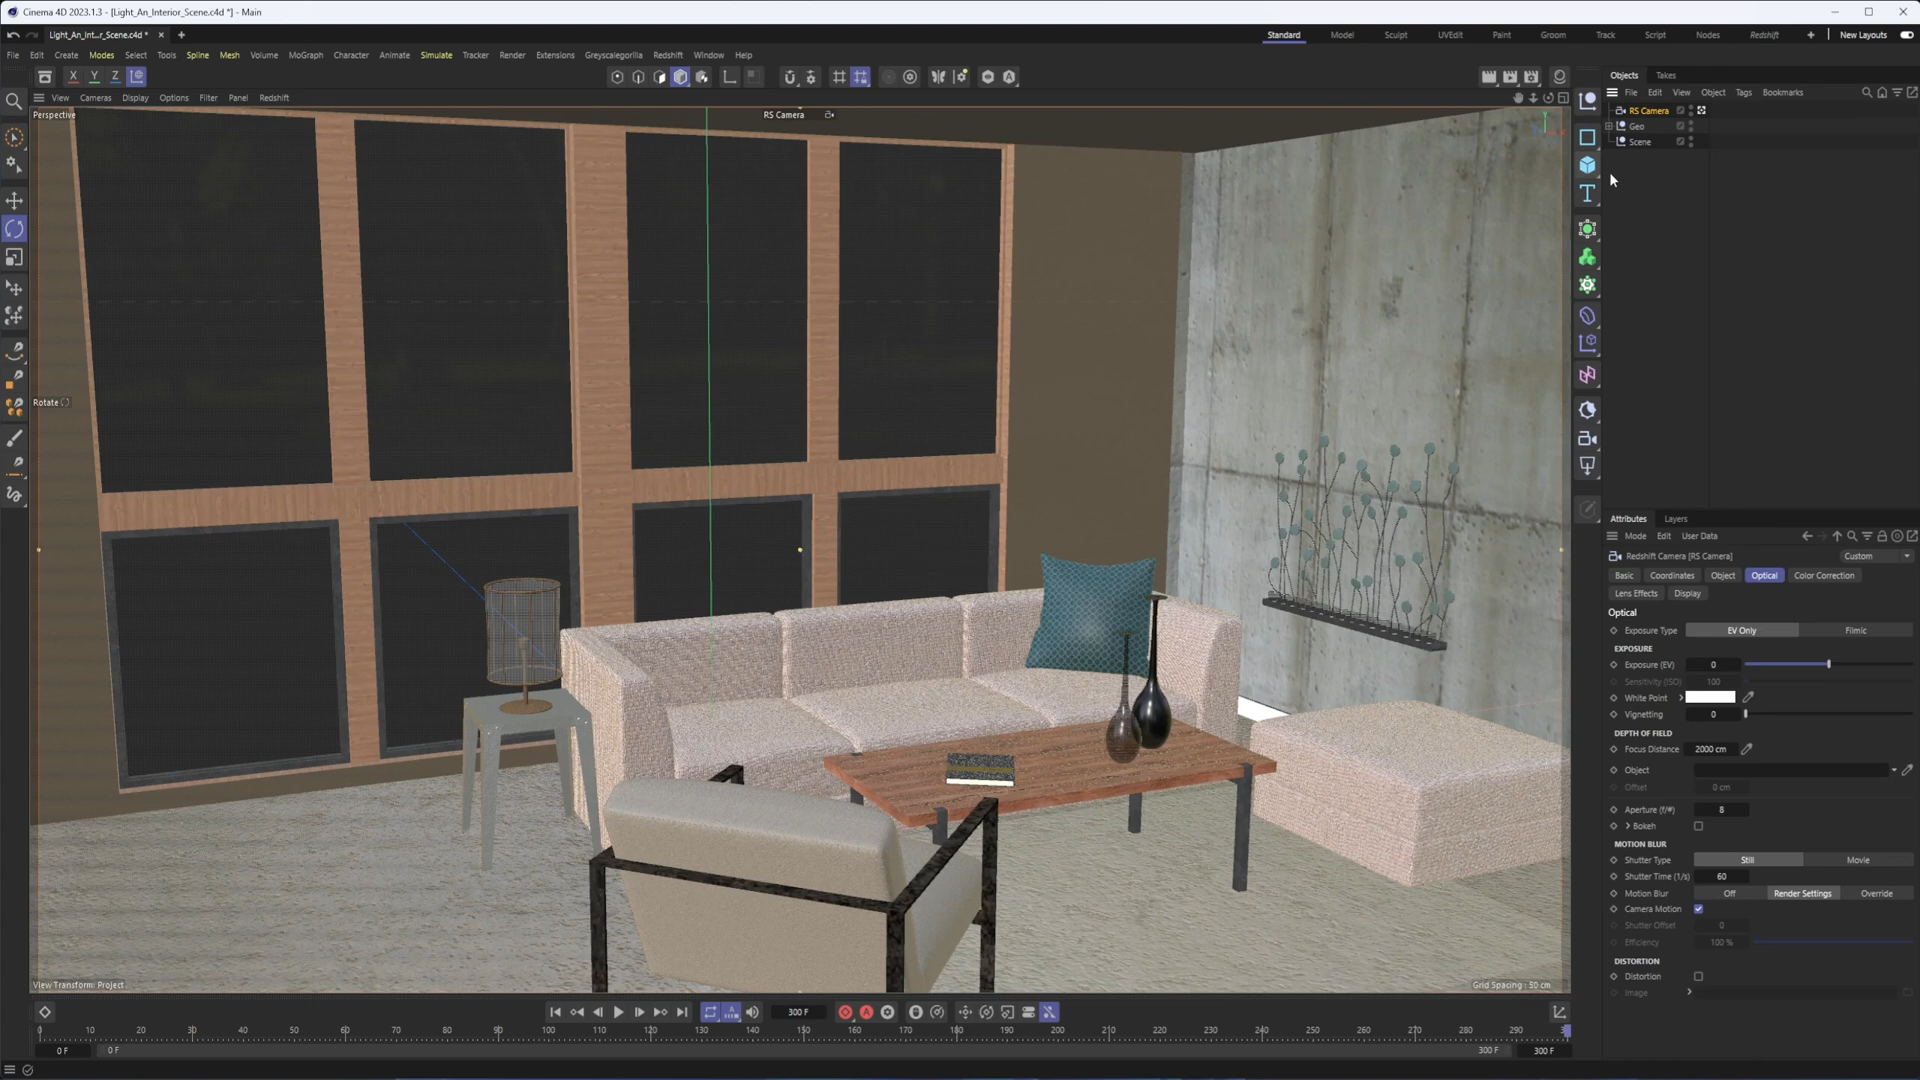 Cinema 4D 2023.1.3 - [Light_An_Interior_Scene.c4d *] - Main
Light_An_Int...r_Scene.c4d * × +
Standard Model Sculpt UVEdit Paint Groom Track Script Nodes Redshift + New Layouts
File Edit Create Modes Select Tools Spline Mesh Volume MoGraph Character Animate Simulate Tracker Render Extensions Greyscalegorilla Redshift Window Help
X Y Z
Objects Takes
File Edit View Object Tags Bookmarks
View Cameras Display Options Filter Panel Redshift
Perspective
RS Camera
RS Camera
Geo
Scene
Rotate
View Transform: Project
Grid Spacing : 50 cm
Attributes Layers
Mode Edit User Data
Redshift Camera [RS Camera] Custom
Basic Coordinates Object Optical Color Correction
Lens Effects Display
Optical
Exposure Type EV Only Filmic
EXPOSURE
Exposure (EV) 0
Sensitivity (ISO) 100
White Point
Vignetting 0
DEPTH OF FIELD
Focus Distance 2000 cm
Object
Offset 0 cm
Aperture (f/#) 8
Bokeh
MOTION BLUR
Shutter Type Still Movie
Shutter Time (1/s) 60
Motion Blur Off Render Settings Override
Camera Motion
Shutter Offset 0
Efficiency 100 %
DISTORTION
Distortion
Image
300 F
0 10 20 30 40 50 60 70 80 90 100 110 120 130 140 150 160 170 180 190 200 210 220 230 240 250 260 270 280 290
0 F 0 F 300 F 300 F